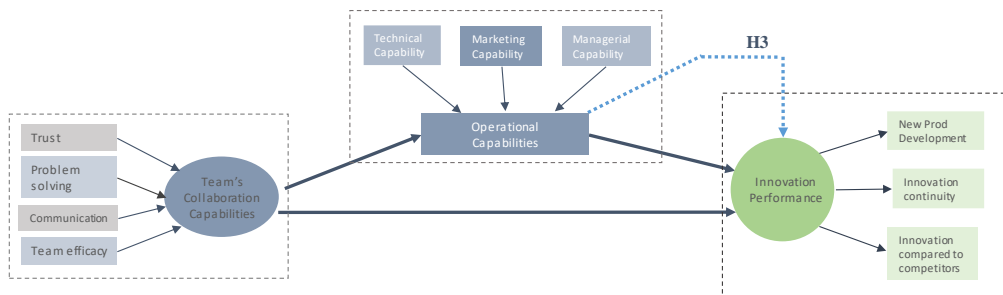 Technical
Capability
Marketing
Capability
Managerial
Capability
H3
Operational
Capabilities
Trust
Problem
solving
Communication
Team efficacy
Team's
Collaboration
Capabilities
Innovation
Performance
New Prod
Development
Innovation
continuity
Innovation
compared to
competitors